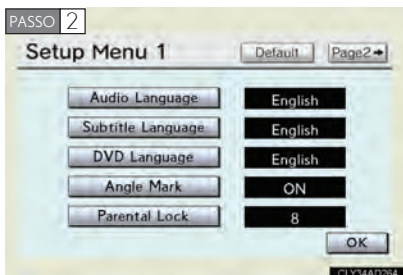 PASSO 2
Setup Menu 1 Default Page2→
Audio Language English
Subtitle Language English
DVD Language English
Angle Mark ON
Parental Lock 8
OK
CLY34AD264